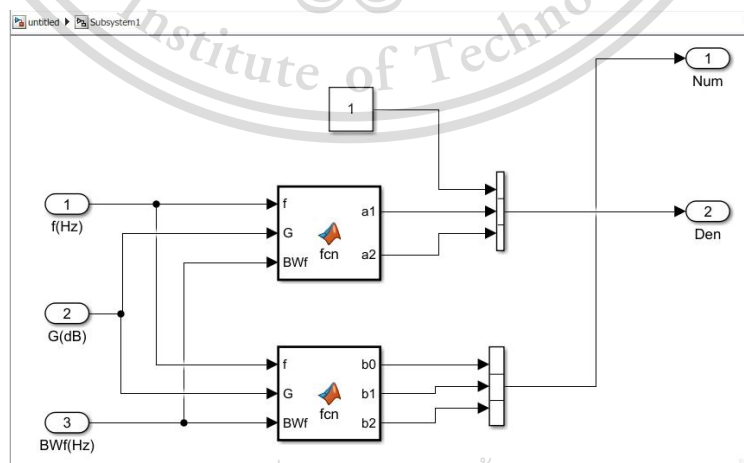 untitled Subsystem1
Institute of Techno
1
Num
1
1
f(Hz)
f
G
BWf
fcn
a1
a2
2
Den
2
G(dB)
f
G
BWf
fcn
b0
b1
b2
3
BWf(Hz)